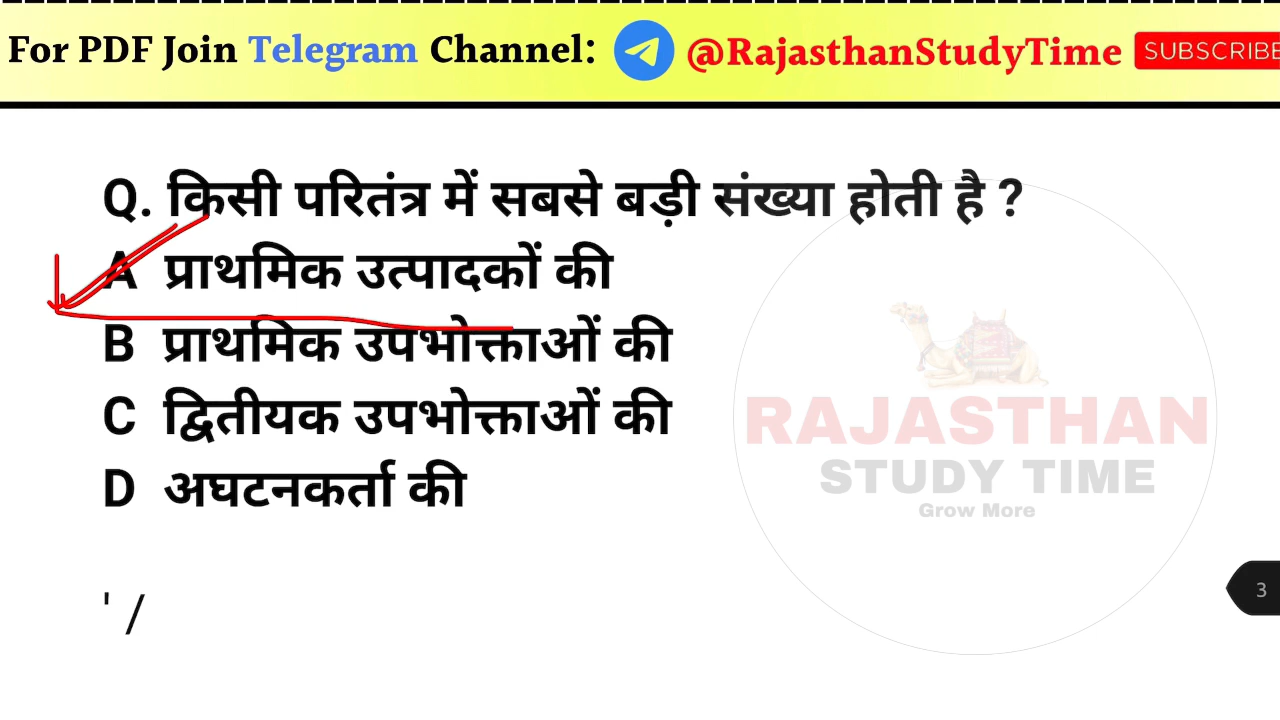 For PDF Join Telegram Channel: @RajasthanStudyTime SUBSCRIBE
Q. किसी परितंत्र में सबसे बड़ी संख्या होती है ?
A प्राथमिक उत्पादकों की
B प्राथमिक उपभोक्ताओं की
C द्वितीयक उपभोक्ताओं की
D अघटनकर्ता की
RAJASTHAN
STUDY TIME
Grow More
3
' /